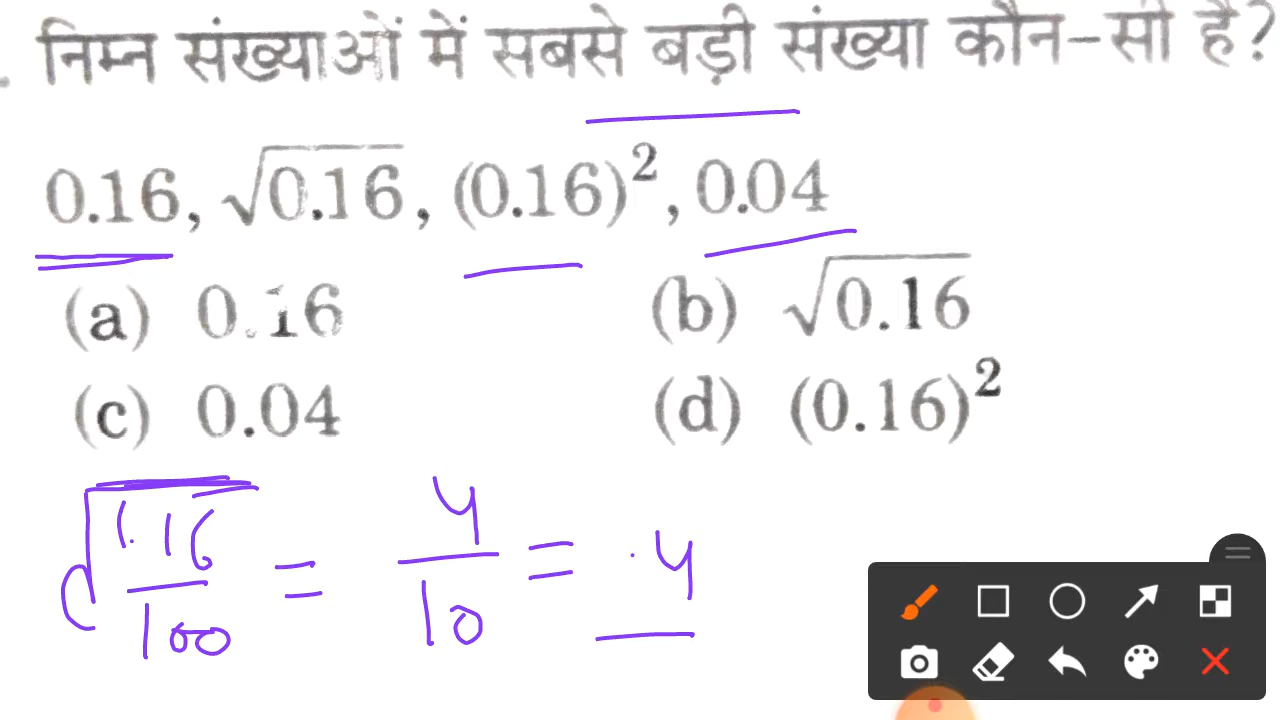 निम्न संख्याओं में सबसे बड़ी संख्या कौन-सी है?
0.16, √0.16, (0.16)², 0.04
(a) 0.16 (b) √0.16
(c) 0.04 (d) (0.16)²
√16/100 = 4/10 = .4